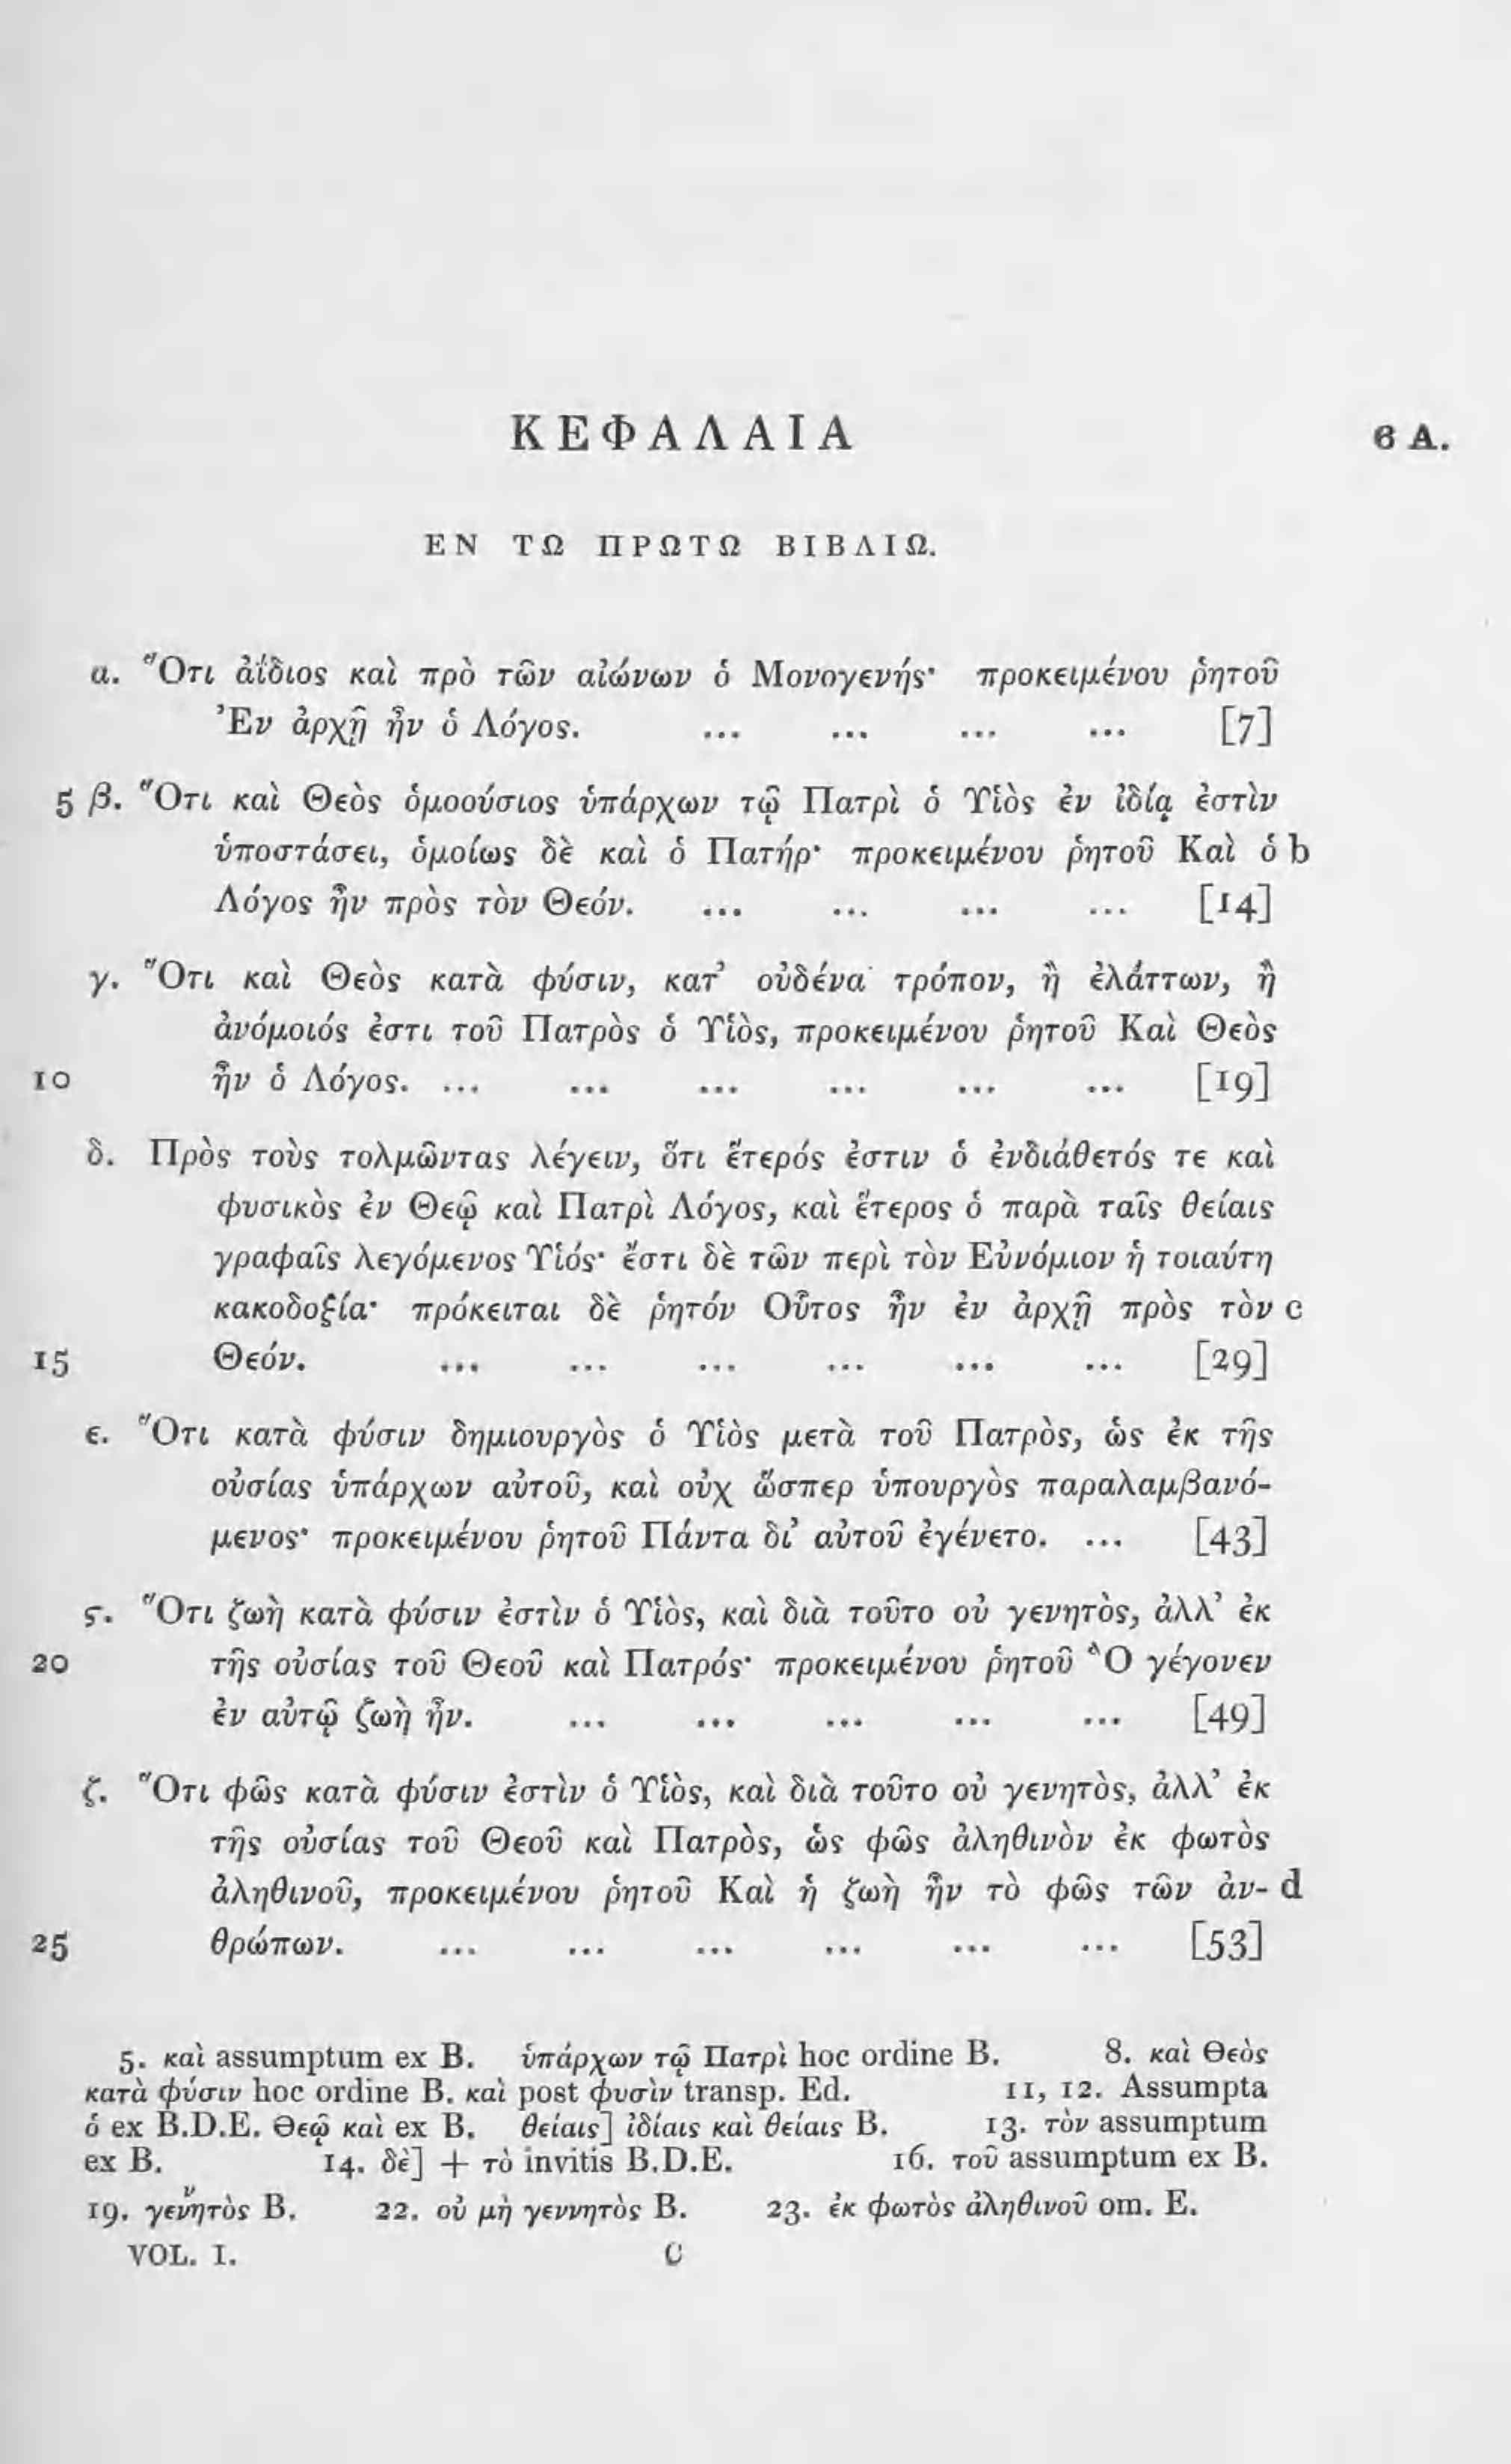 ΚΕΦΑΛΑΙΑ 6 A.
ΕΝ ΤΩ ΠΡΩΤΩ ΒΙΒΛΙΩ.
α. Ὅτι ἀΐδιος καὶ πρὸ τῶν αἰώνων ὁ Μονογενής· προκειμένου ῥητοῦ
Ἐν ἀρχῇ ἦν ὁ Λόγος. ... ... ... ... [7]
5 β. Ὅτι καὶ Θεὸς ὁμοούσιος ὑπάρχων τῷ Πατρὶ ὁ Υἱὸς ἐν ἰδίᾳ ἐστὶν
ὑποστάσει, ὁμοίως δὲ καὶ ὁ Πατήρ· προκειμένου ῥητοῦ Καὶ ὁ b
Λόγος ἦν πρὸς τὸν Θεόν. ... ... ... ... [14]
γ. Ὅτι καὶ Θεὸς κατὰ φύσιν, κατ’ οὐδένα τρόπον, ἢ ἐλάττων, ἢ
ἀνόμοιός ἐστι τοῦ Πατρὸς ὁ Υἱὸς, προκειμένου ῥητοῦ Καὶ Θεὸς
10 ἦν ὁ Λόγος. ... ... ... ... ... ... [19]
δ. Πρὸς τοὺς τολμῶντας λέγειν, ὅτι ἕτερός ἐστιν ὁ ἐνδιάθετός τε καὶ
φυσικὸς ἐν Θεῷ καὶ Πατρὶ Λόγος, καὶ ἕτερος ὁ παρὰ ταῖς θείαις
γραφαῖς λεγόμενος Υἱός· ἔστι δὲ τῶν περὶ τὸν Εὐνόμιον ἡ τοιαύτη
κακοδοξία· πρόκειται δὲ ῥητόν Οὗτος ἦν ἐν ἀρχῇ πρὸς τὸν c
15 Θεόν. ... ... ... ... ... ... [29]
ε. Ὅτι κατὰ φύσιν δημιουργὸς ὁ Υἱὸς μετὰ τοῦ Πατρὸς, ὡς ἐκ τῆς
οὐσίας ὑπάρχων αὐτοῦ, καὶ οὐχ ὥσπερ ὑπουργὸς παραλαμβανό-
μενος· προκειμένου ῥητοῦ Πάντα δι’ αὐτοῦ ἐγένετο. ... [43]
ϛ. Ὅτι ζωὴ κατὰ φύσιν ἐστὶν ὁ Υἱὸς, καὶ διὰ τοῦτο οὐ γενητὸς, ἀλλ’ ἐκ
20 τῆς οὐσίας τοῦ Θεοῦ καὶ Πατρός· προκειμένου ῥητοῦ Ὃ γέγονεν
ἐν αὐτῷ ζωὴ ἦν. ... ... ... ... ... [49]
ζ. Ὅτι φῶς κατὰ φύσιν ἐστὶν ὁ Υἱὸς, καὶ διὰ τοῦτο οὐ γενητὸς, ἀλλ’ ἐκ
τῆς οὐσίας τοῦ Θεοῦ καὶ Πατρὸς, ὡς φῶς ἀληθινὸν ἐκ φωτὸς
ἀληθινοῦ, προκειμένου ῥητοῦ Καὶ ἡ ζωὴ ἦν τὸ φῶς τῶν ἀν- d
25 θρώπων. ... ... ... ... ... ... [53]
5. καὶ assumptum ex B. ὑπάρχων τῷ Πατρὶ hoc ordine B. 8. καὶ Θεὸς
κατὰ φύσιν hoc ordine B. καὶ post φυσὶν transp. Ed. 11, 12. Assumpta
ὁ ex B.D.E. Θεῷ καὶ ex B. θείαις] ἰδίαις καὶ θείαις B. 13. τὸν assumptum
ex B. 14. δὲ] + τὸ invitis B.D.E. 16. τοῦ assumptum ex B.
19. γενν̓ητὸς B. 22. οὐ μὴ γεννητὸς B. 23. ἐκ φωτὸς ἀληθινοῦ om. E.
VOL. I. C